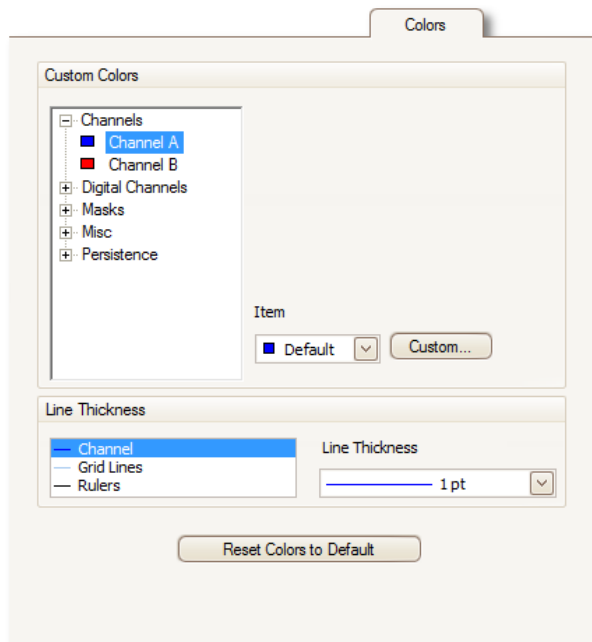 Colors
Custom Colors
Channels
Channel A
Channel B
Digital Channels
Masks
Misc
Persistence
Item
Default
Custom...
Line Thickness
Channel
Grid Lines
Rulers
Line Thickness
1 pt
Reset Colors to Default